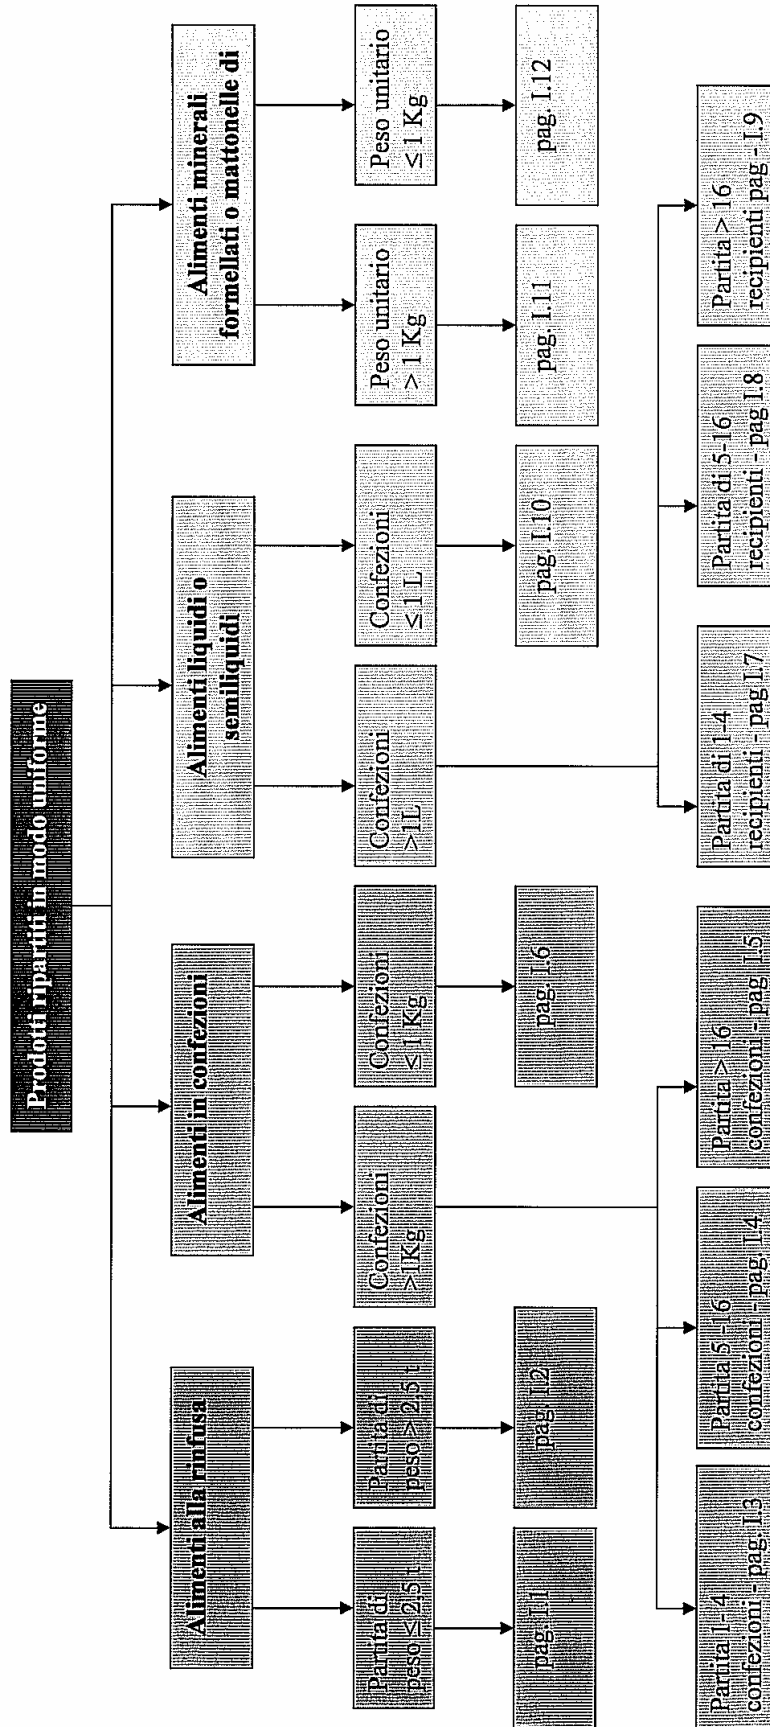 Prodotti ripartiti in modo uniforme
Alimenti alla rinfusa
Alimenti in confezioni
Alimenti liquidi o
semiliquidi
Alimenti minerali
formellati o mattonelle di
Partita di
peso ≤ 2,5 t
Partita di
peso > 2,5 t
Confezioni
>1Kg
Confezioni
≤ 1 Kg
Confezioni
>1L
Confezioni
≤ 1 L
Peso unitario
> 1 Kg
Peso unitario
≤ 1 Kg
pag. I.1
pag. I.2
pag. I.6
pag. I.10
pag. I.11
pag. I.12
Partita 1- 4
confezioni - pag. I.3
Partita 5 -16
confezioni - pag. I.4
Partita > 16
confezioni - pag I.5
Partita di 1-4
recipienti - pag I.7
Partita di 5-16
recipienti - pag I.8
Partita > 16
recipienti pag - I.9